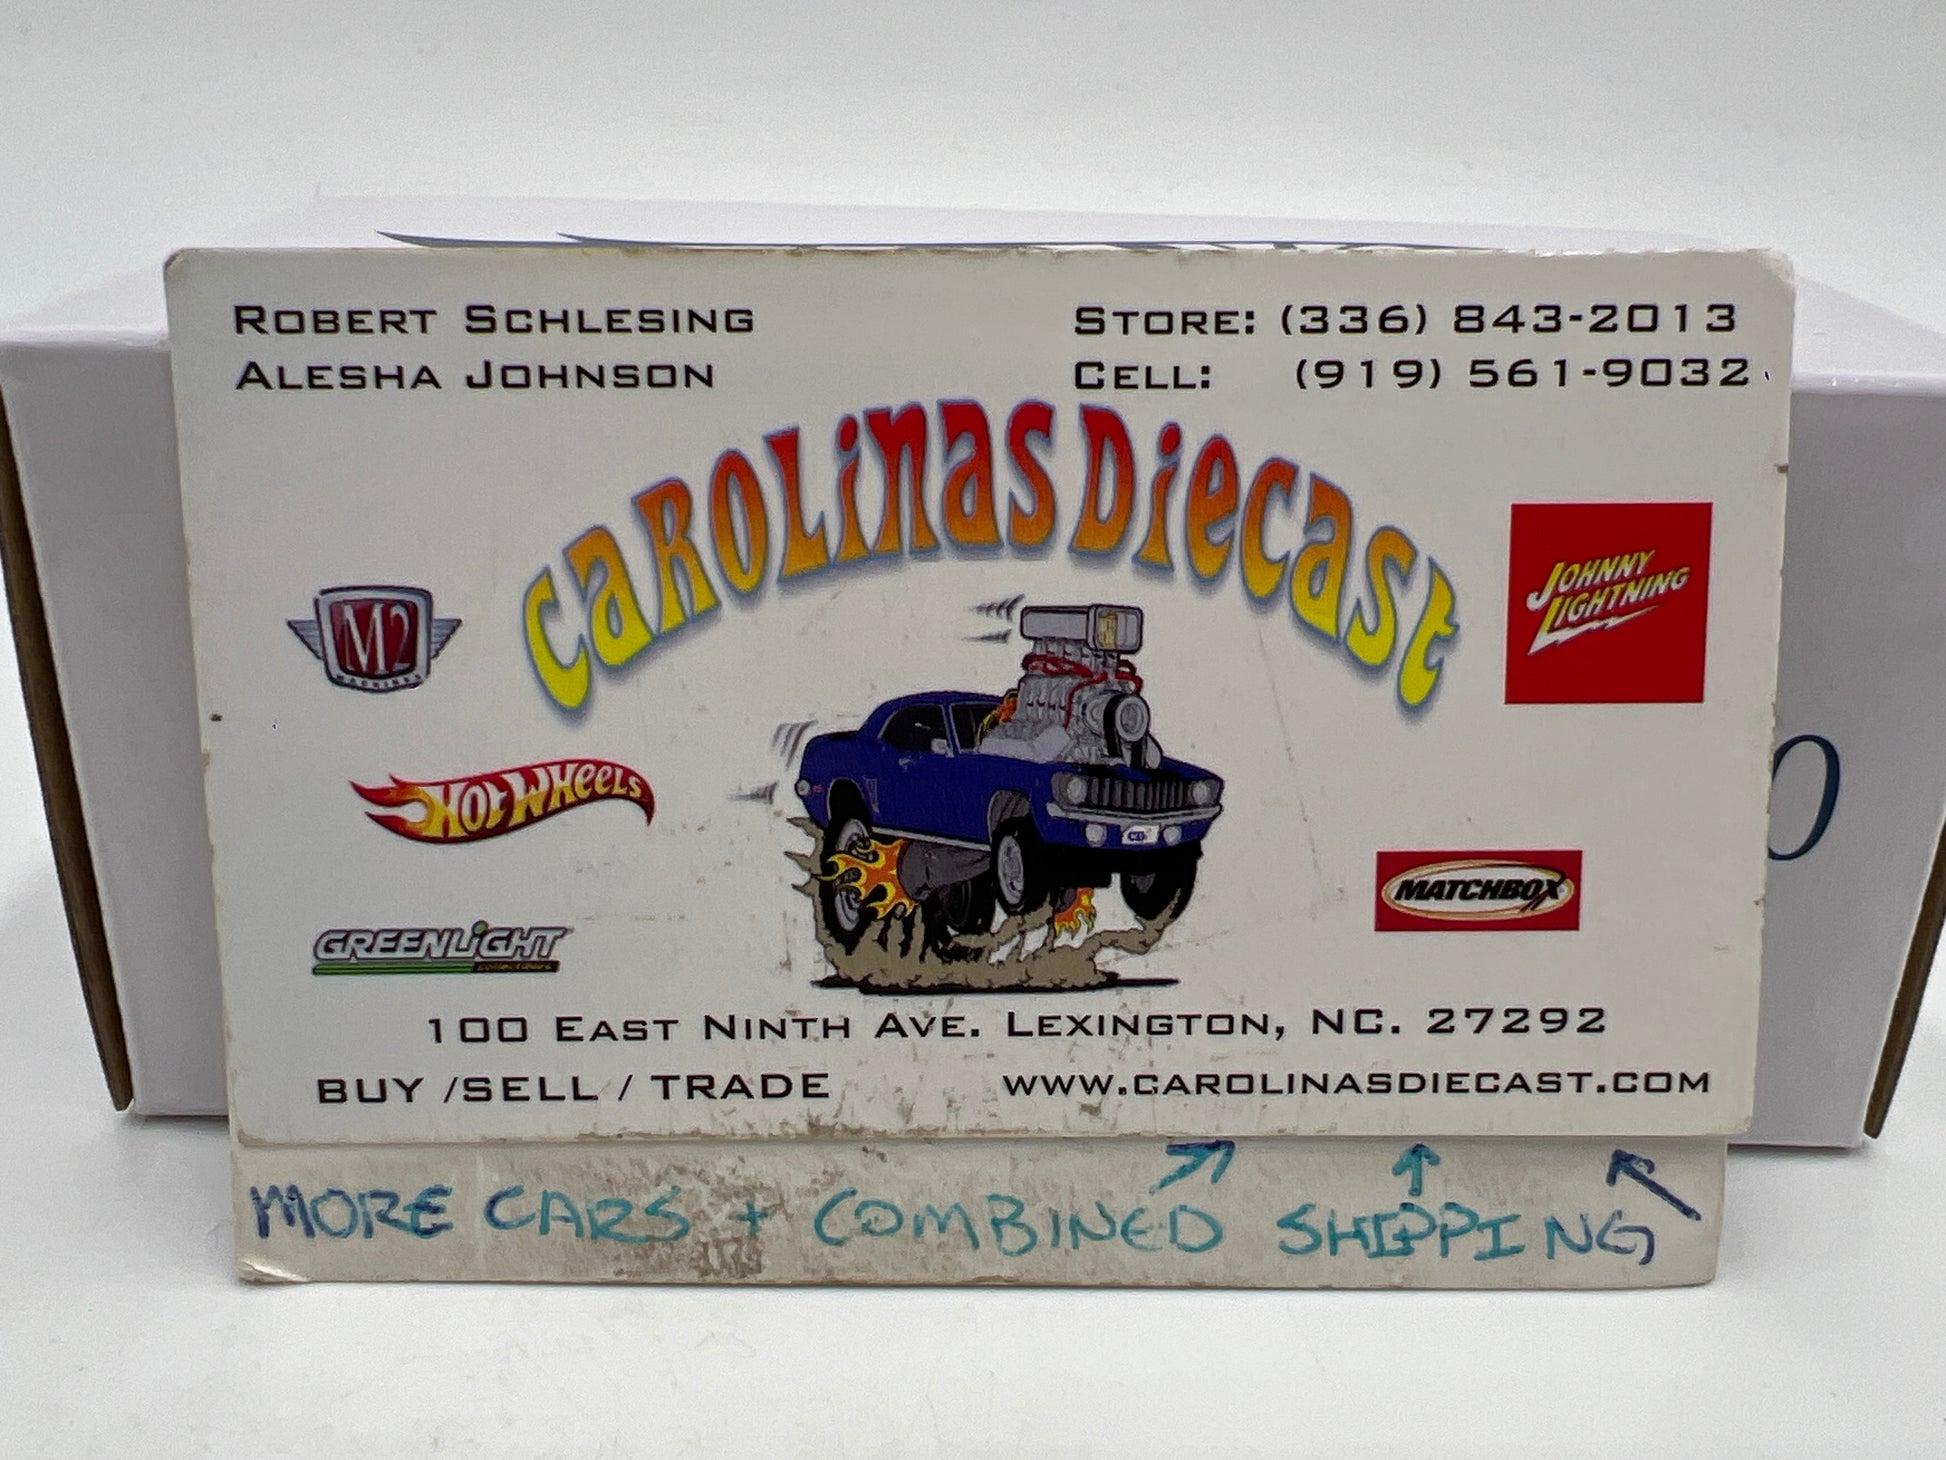 ROBERT SCHLESING
ALESHA JOHNSON
STORE: (336) 843-2013
CELL: (919) 561-9032
CAROLINAS DIECAST
M2
MACHINES
JOHNNY
LIGHTNING
HOT WHEELS
MATCHBOX
GREENLIGHT
COLLECTIBLES
100 EAST NINTH AVE. LEXINGTON, NC. 27292
BUY /SELL / TRADE
WWW.CAROLINASDIECAST.COM
MORE CARS + COMBINED SHIPPING